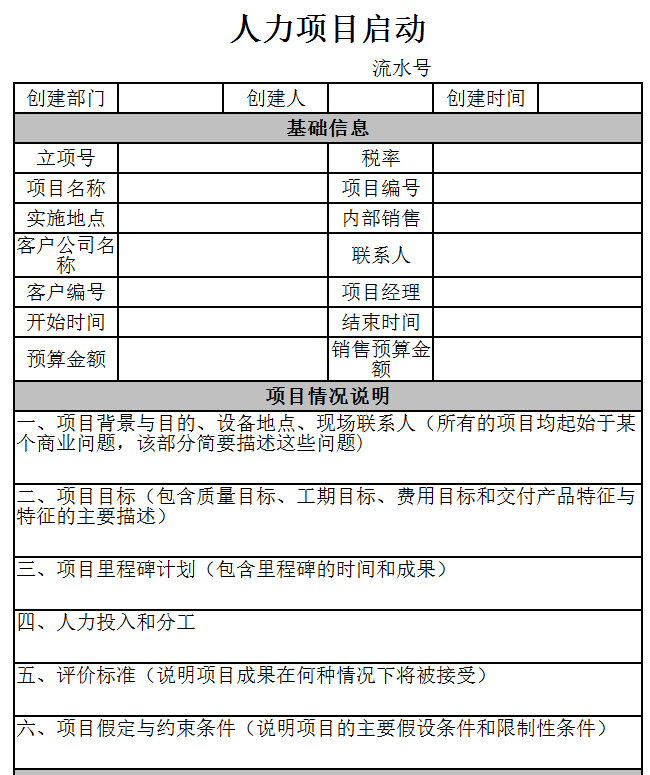 人力项目启动
流水号
创建部门 创建人 创建时间
基础信息
立项号 税率
项目名称 项目编号
实施地点 内部销售
客户公司名
称 联系人
客户编号 项目经理
开始时间 结束时间
预算金额 销售预算金
额
项目情况说明
一、项目背景与目的、设备地点、现场联系人（所有的项目均起始于某
个商业问题，该部分简要描述这些问题)
二、项目目标（包含质量目标、工期目标、费用目标和交付产品特征与
特征的主要描述）
三、项目里程碑计划（包含里程碑的时间和成果）
四、人力投入和分工
五、评价标准（说明项目成果在何种情况下将被接受）
六、项目假定与约束条件（说明项目的主要假设条件和限制性条件）